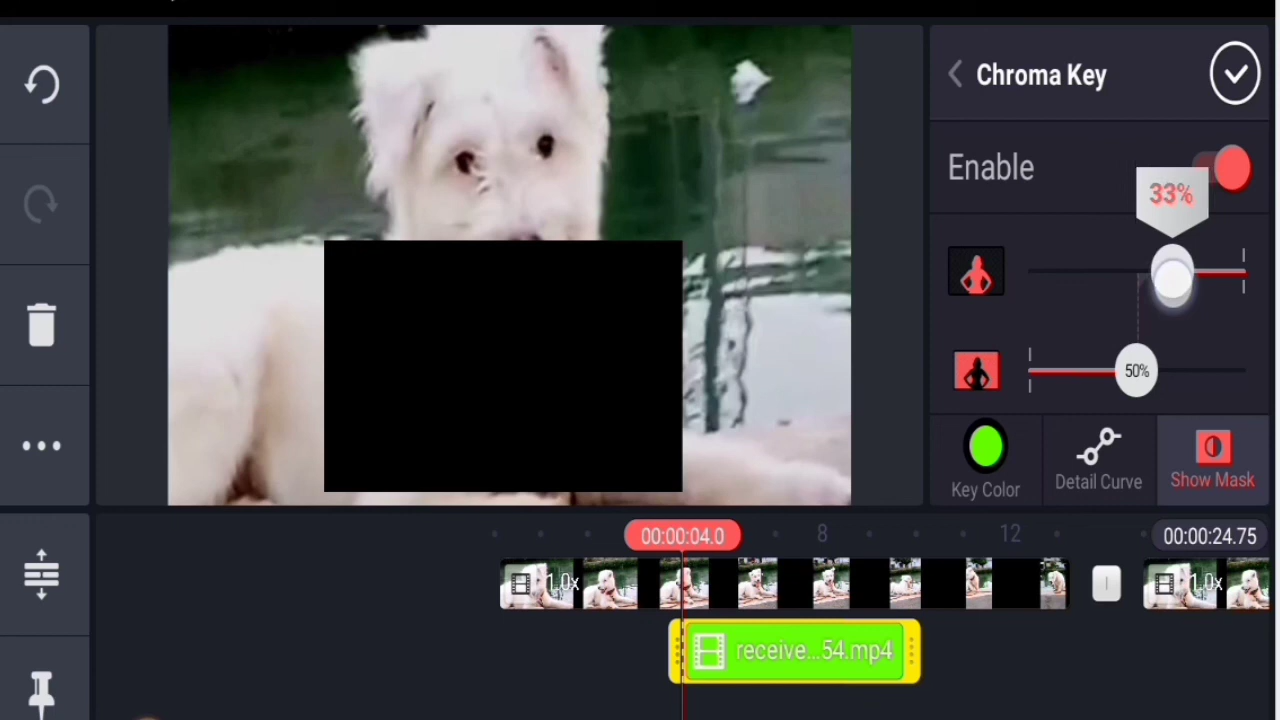 Chroma Key
Enable
33%
50%
Key Color
Detail Curve
Show Mask
00:00:04.0
8
12
00:00:24.75
1.0x
1.0x
receive...54.mp4